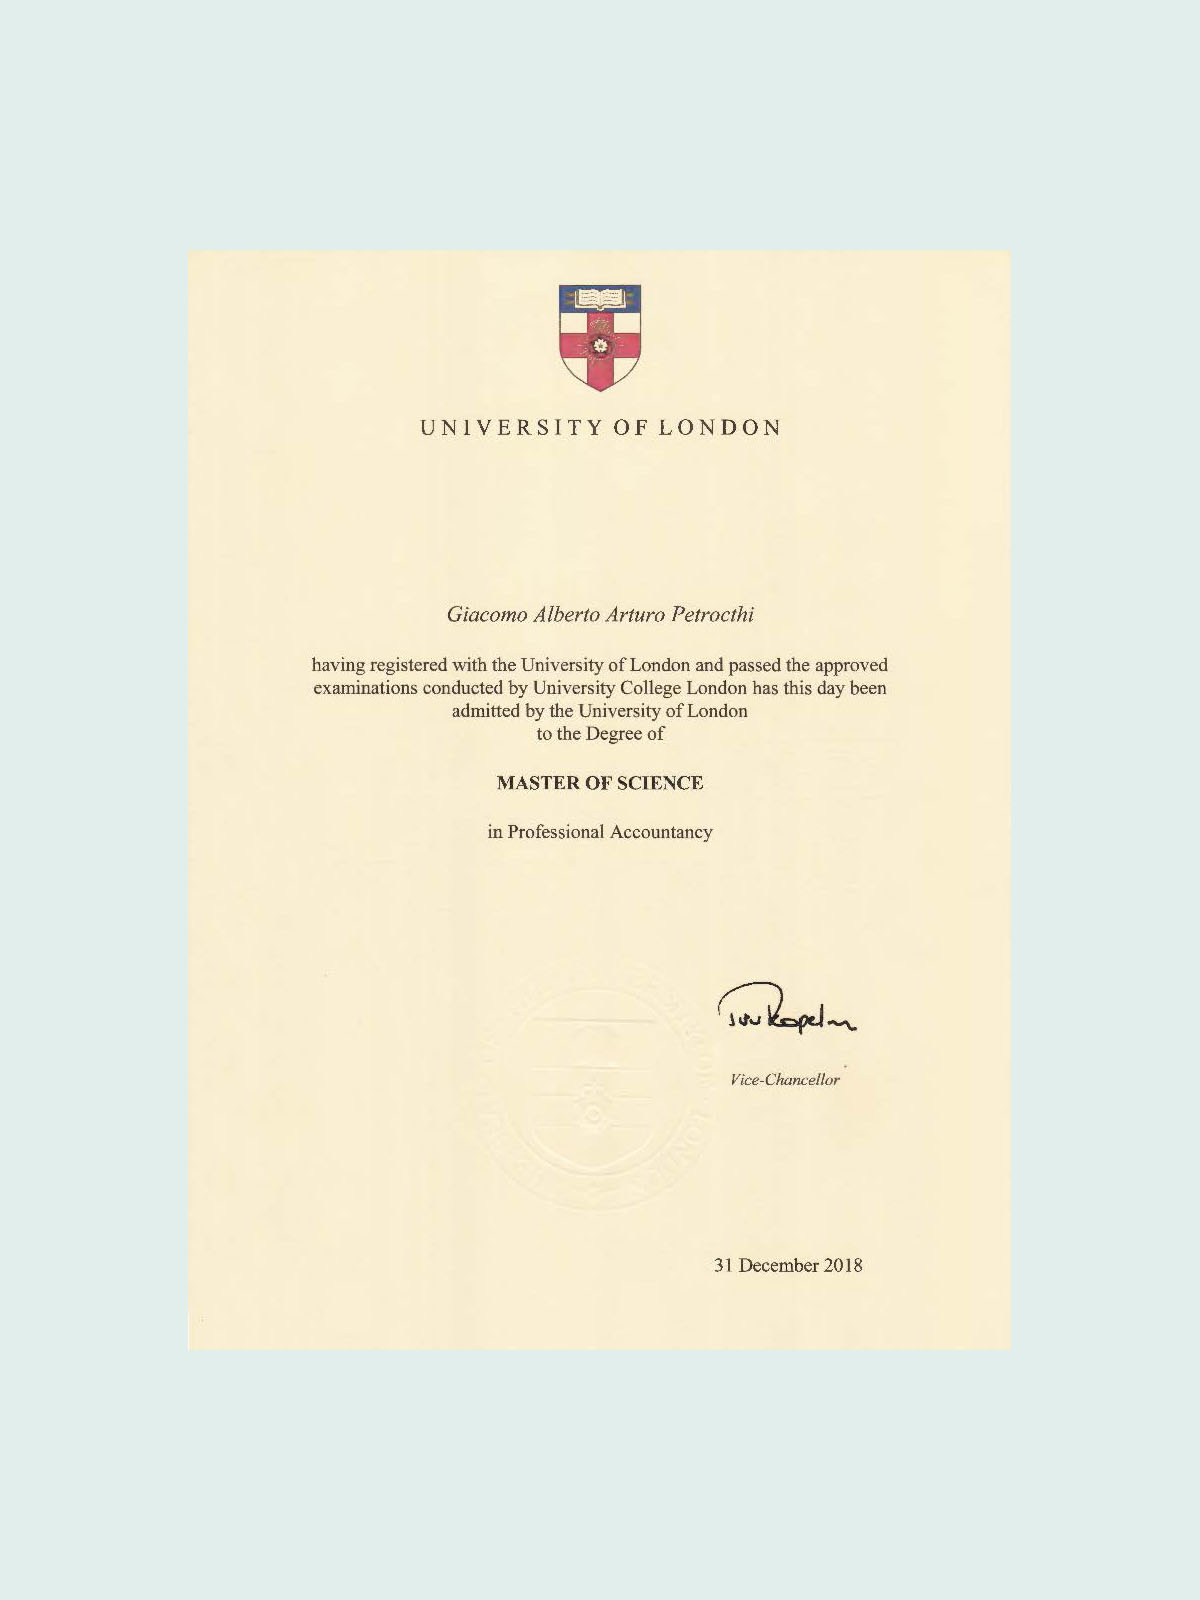 UNIVERSITY OF LONDON
Giacomo Alberto Arturo Petrocthi
having registered with the University of London and passed the approved
examinations conducted by University College London has this day been
admitted by the University of London
to the Degree of
MASTER OF SCIENCE
in Professional Accountancy
Vice-Chancellor
31 December 2018